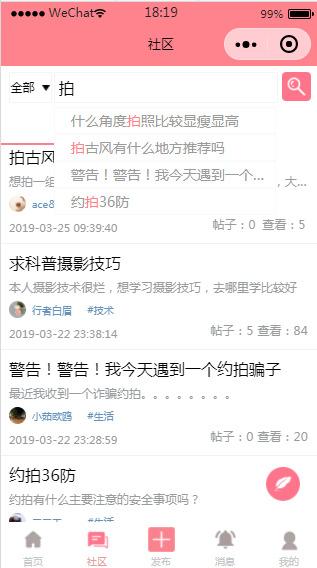 WeChat
18:19
99%
社区
全部 ▼
拍
什么角度拍照比较显瘦显高
拍古风有什么地方推荐吗
警告！警告！我今天遇到一个...
约拍36防
拍古风
想拍一组
，大...
ace8
2019-03-25 09:39:40
帖子：0 查看：5
求科普摄影技巧
本人摄影技术很烂，想学习摄影技巧，去哪里学比较好
行者白眉 #技术
2019-03-22 23:38:14
帖子：5 查看：84
警告！警告！我今天遇到一个约拍骗子
最近我收到一个诈骗约拍。。。。。。。。
小茹欧鸥 #生活
2019-03-22 23:28:59
帖子：0 查看：20
约拍36防
约拍有什么主要注意的安全事项吗？
#生活
首页
社区
发布
消息
我的